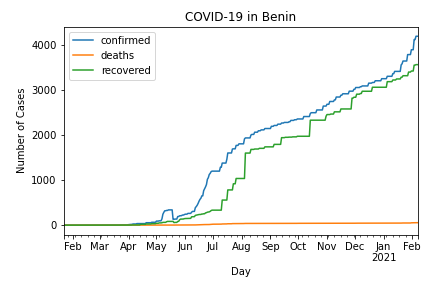 COVID-19 in Benin
confirmed
deaths
recovered
Number of Cases
4000
3000
2000
1000
0
Feb Mar Apr May Jun Jul Aug Sep Oct Nov Dec Jan Feb
2021
Day